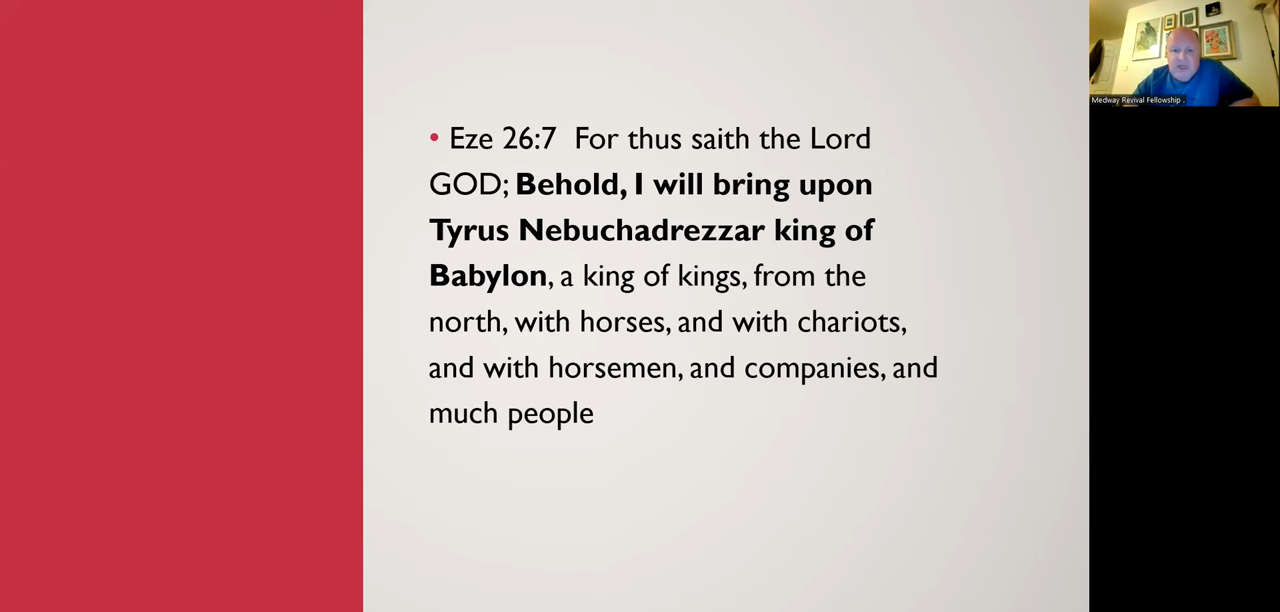 • Eze 26:7  For thus saith the Lord
GOD; Behold, I will bring upon
Tyrus Nebuchadrezzar king of
Babylon, a king of kings, from the
north, with horses, and with chariots,
and with horsemen, and companies, and
much people
Medway Revival Fellowship .